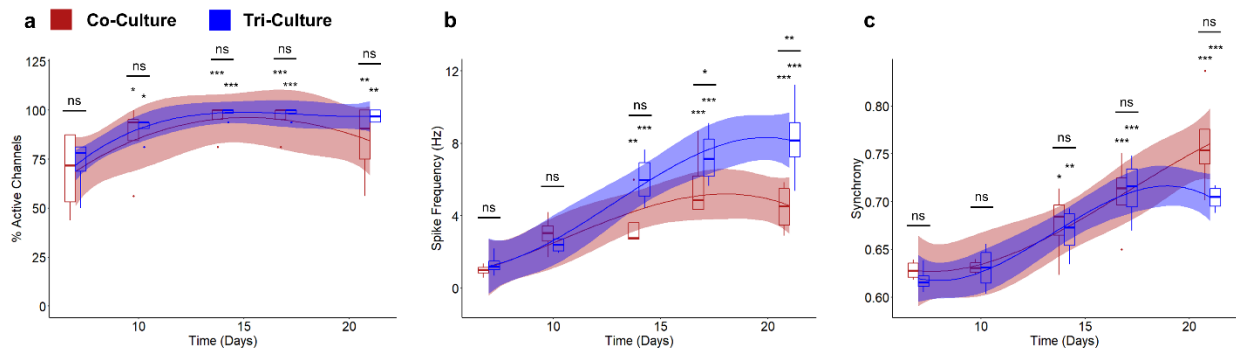 a Co-Culture Tri-Culture b c
ns ns ns ns ns
* * *** *** *** *** ** **
125
100
75
50
25
0
% Active Channels
10 15 20
Time (Days)
ns ns ns * **
** *** *** *** *** ***
12
8
4
0
Spike Frequency (Hz)
10 15 20
Time (Days)
ns ns ns ns ns
* ** *** *** *** ***
0.80
0.75
0.70
0.65
0.60
Synchrony
10 15 20
Time (Days)